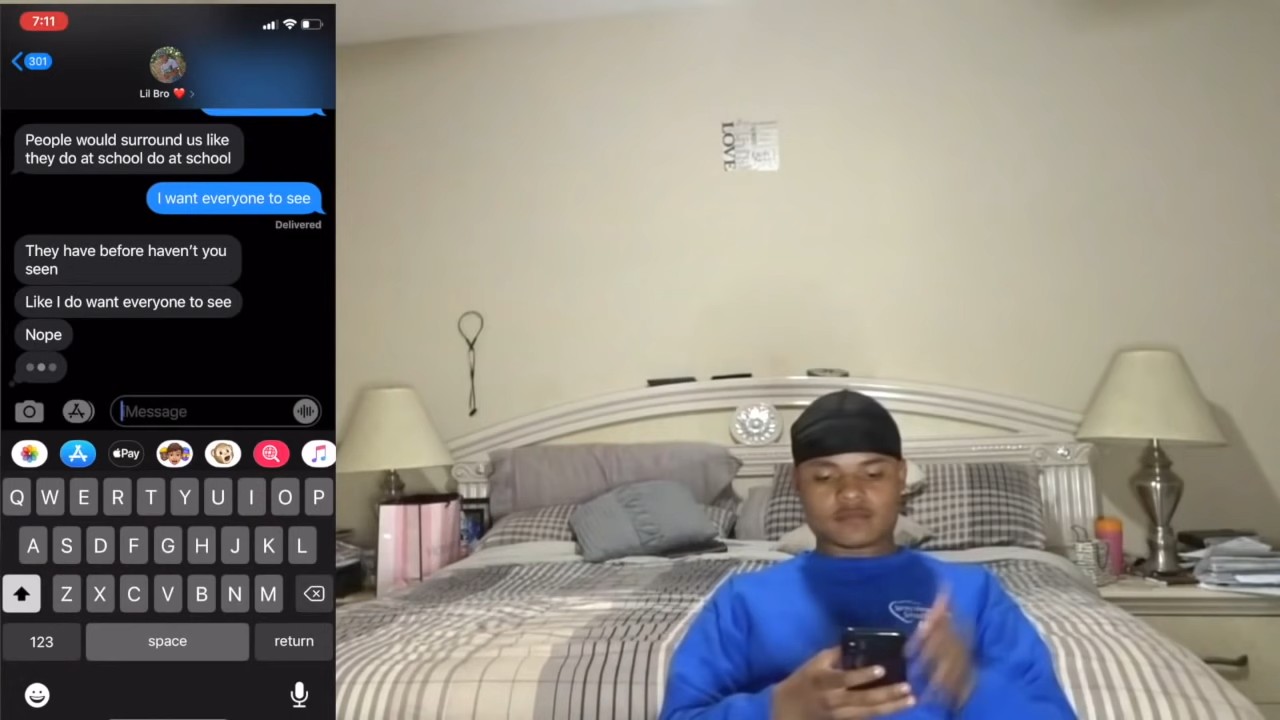 7:11
301
Lil Bro ❤️ >
People would surround us like
they do at school do at school
I want everyone to see
Delivered
They have before haven't you
seen
Like I do want everyone to see
Nope
iMessage
Pay
Q W E R T Y U I O P
A S D F G H J K L
Z X C V B N M
123
space
return
LOVE